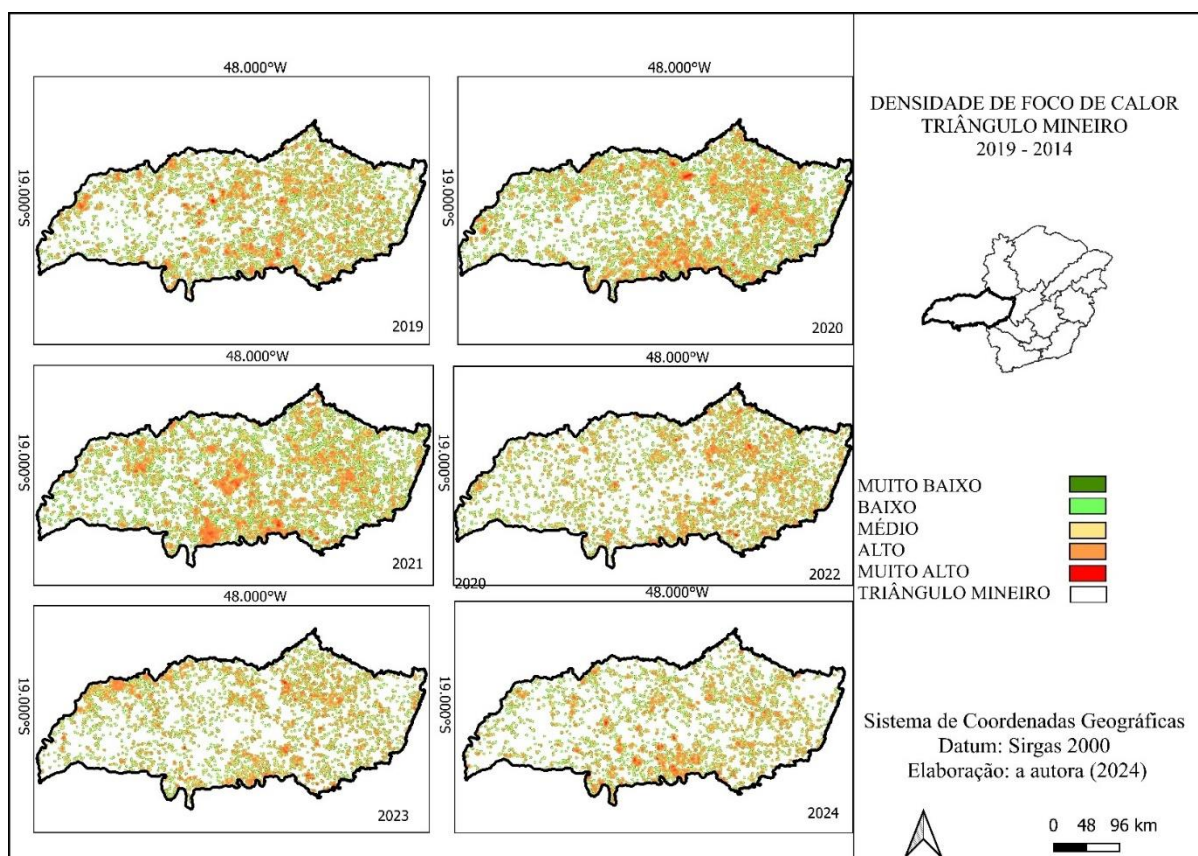 48.000°W
19.000°S
2019
48.000°W
19.000°S
2020
48.000°W
19.000°S
2021
48.000°W
19.000°S
2020
2022
48.000°W
19.000°S
2023
48.000°W
19.000°S
2024
DENSIDADE DE FOCO DE CALOR
TRIÂNGULO MINEIRO
2019 - 2014
MUITO BAIXO
BAIXO
MÉDIO
ALTO
MUITO ALTO
TRIÂNGULO MINEIRO
Sistema de Coordenadas Geográficas
Datum: Sirgas 2000
Elaboração: a autora (2024)
0 48 96 km